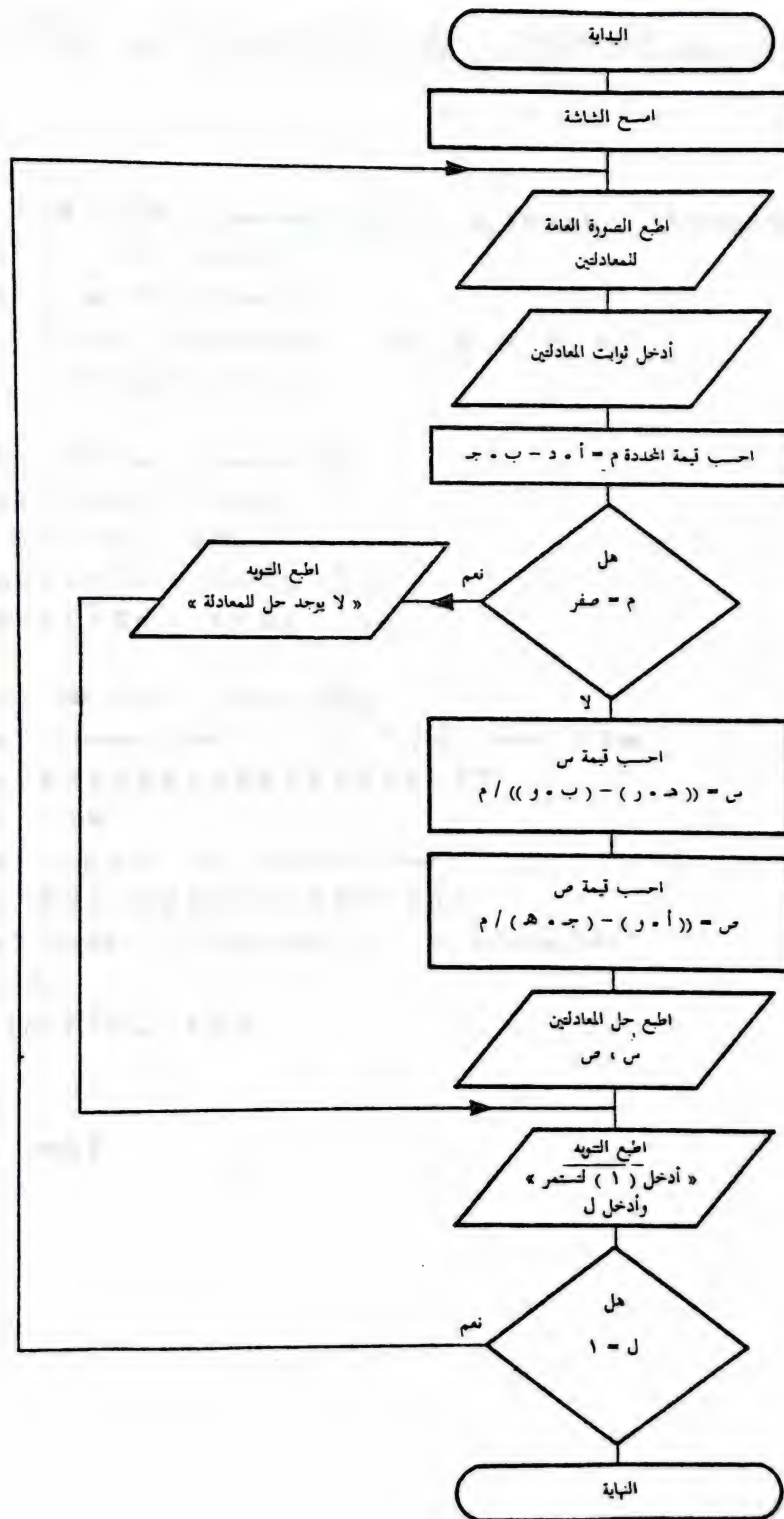 البداية
امسح الشاشة
اطبع الصورة العامة
للمعادلتين
أدخل ثوابت المعادلتين
احسب قيمة المحددة م = أ . د – ب . جـ
هل
م = صفر
نعم
اطبع التنويه
« لا يوجد حل للمعادلة »
لا
احسب قيمة س
س = (( هـ . ر ) – ( ب . و )) / م
احسب قيمة ص
ص = (( أ . ر ) – ( جـ . هـ ) / م
اطبع حل المعادلتين
س ، ص
اطبع التنويه
« أدخل ( ١ ) لتستمر »
وأدخل ل
هل
ل = ١
نعم
النهاية